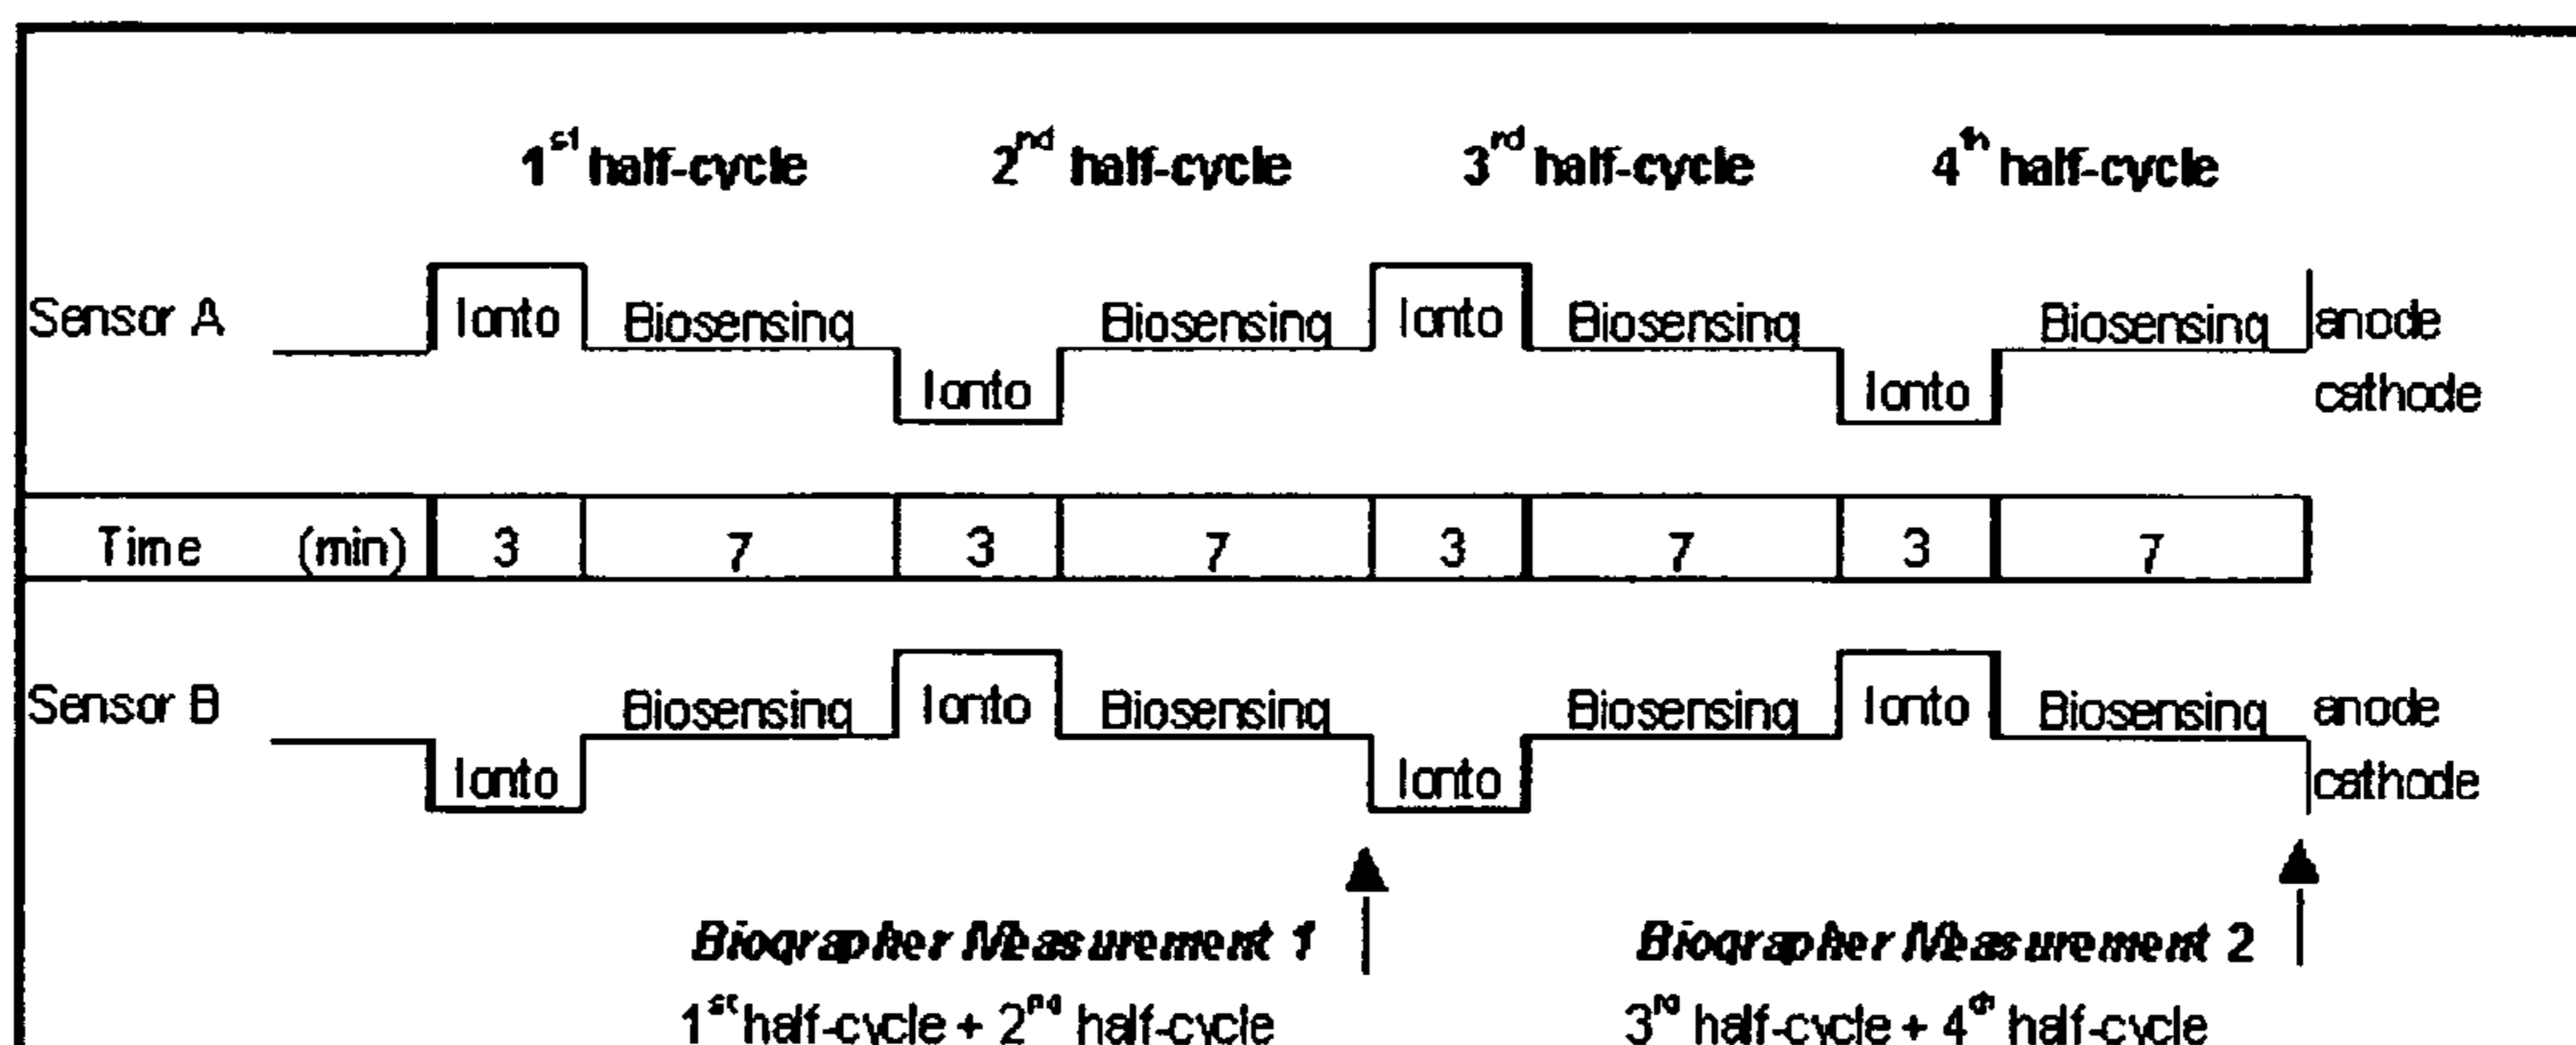 1st half-cycle 2nd half-cycle 3rd half-cycle 4th half-cycle
Sensor A Ionto Biosensing Biosensing Ionto Biosensing Biosensing anode
Ionto Ionto cathode
Time (min) 3 7 3 7 3 7 3 7
Sensor B Biosensing Ionto Biosensing Biosensing Ionto Biosensing anode
Ionto Ionto cathode
Biographer Measurement 1 Biographer Measurement 2
1st half-cycle + 2nd half-cycle 3rd half-cycle + 4th half-cycle